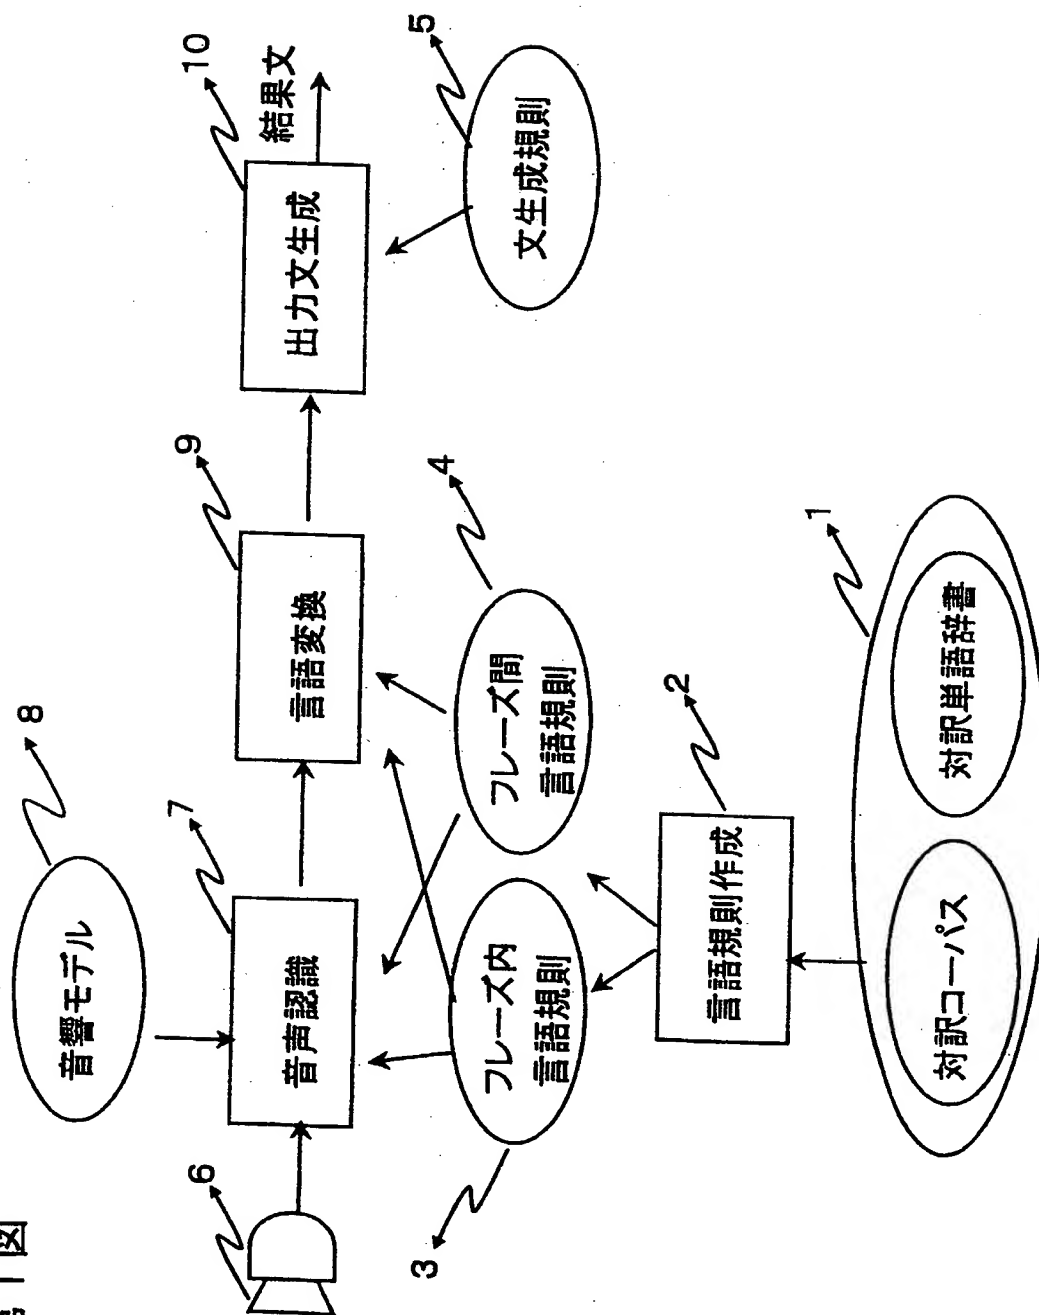 第1図
8
音響モデル
6
7
音声認識
9
言語変換
10
出力文生成
結果文
3
フレーズ内
言語規則
4
フレーズ間
言語規則
5
文生成規則
2
言語規則作成
1
対訳コーパス
対訳単語辞書